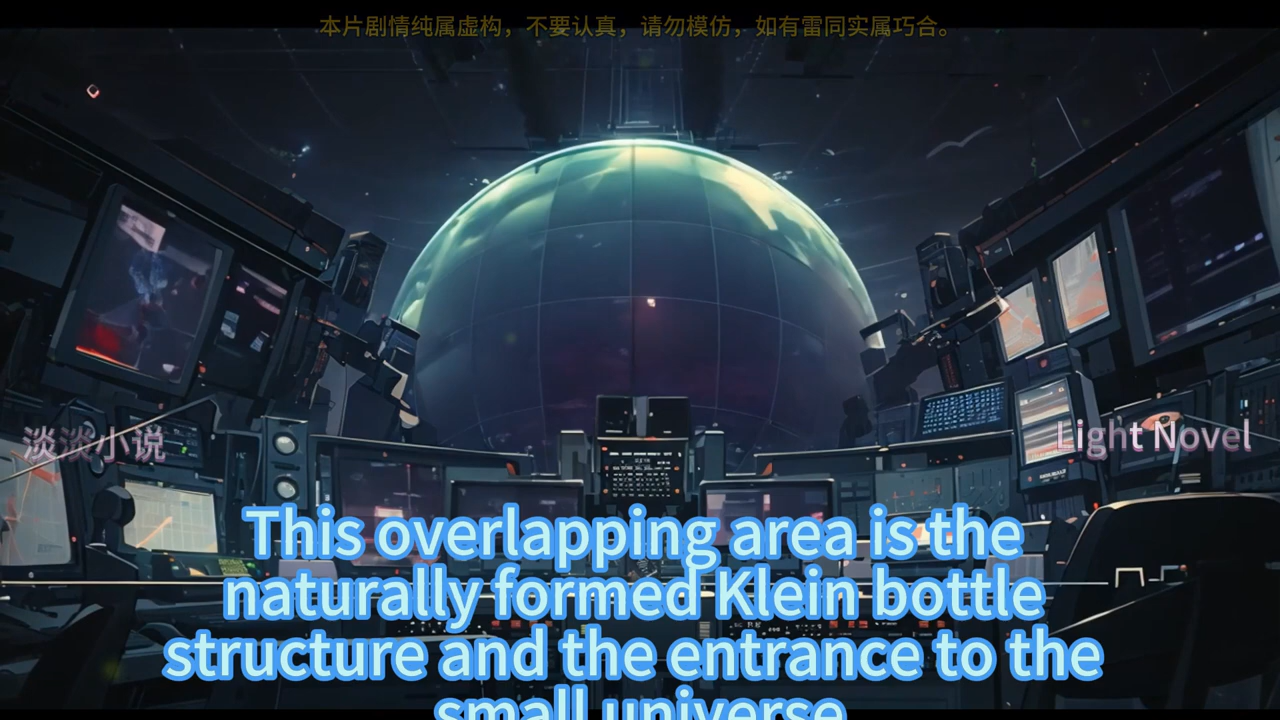 本片剧情纯属虚构，不要认真，请勿模仿，如有雷同实属巧合。
淡淡小说
Light Novel
This overlapping area is the
naturally formed Klein bottle
structure and the entrance to the
small universe